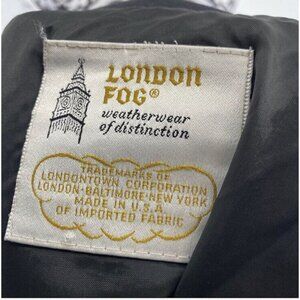 LONDON
FOG®
weatherwear
of distinction
TRADEMARKS OF
LONDONTOWN CORPORATION
LONDON-BALTIMORE-NEW YORK
MADE IN U.S.A
OF IMPORTED FABRIC